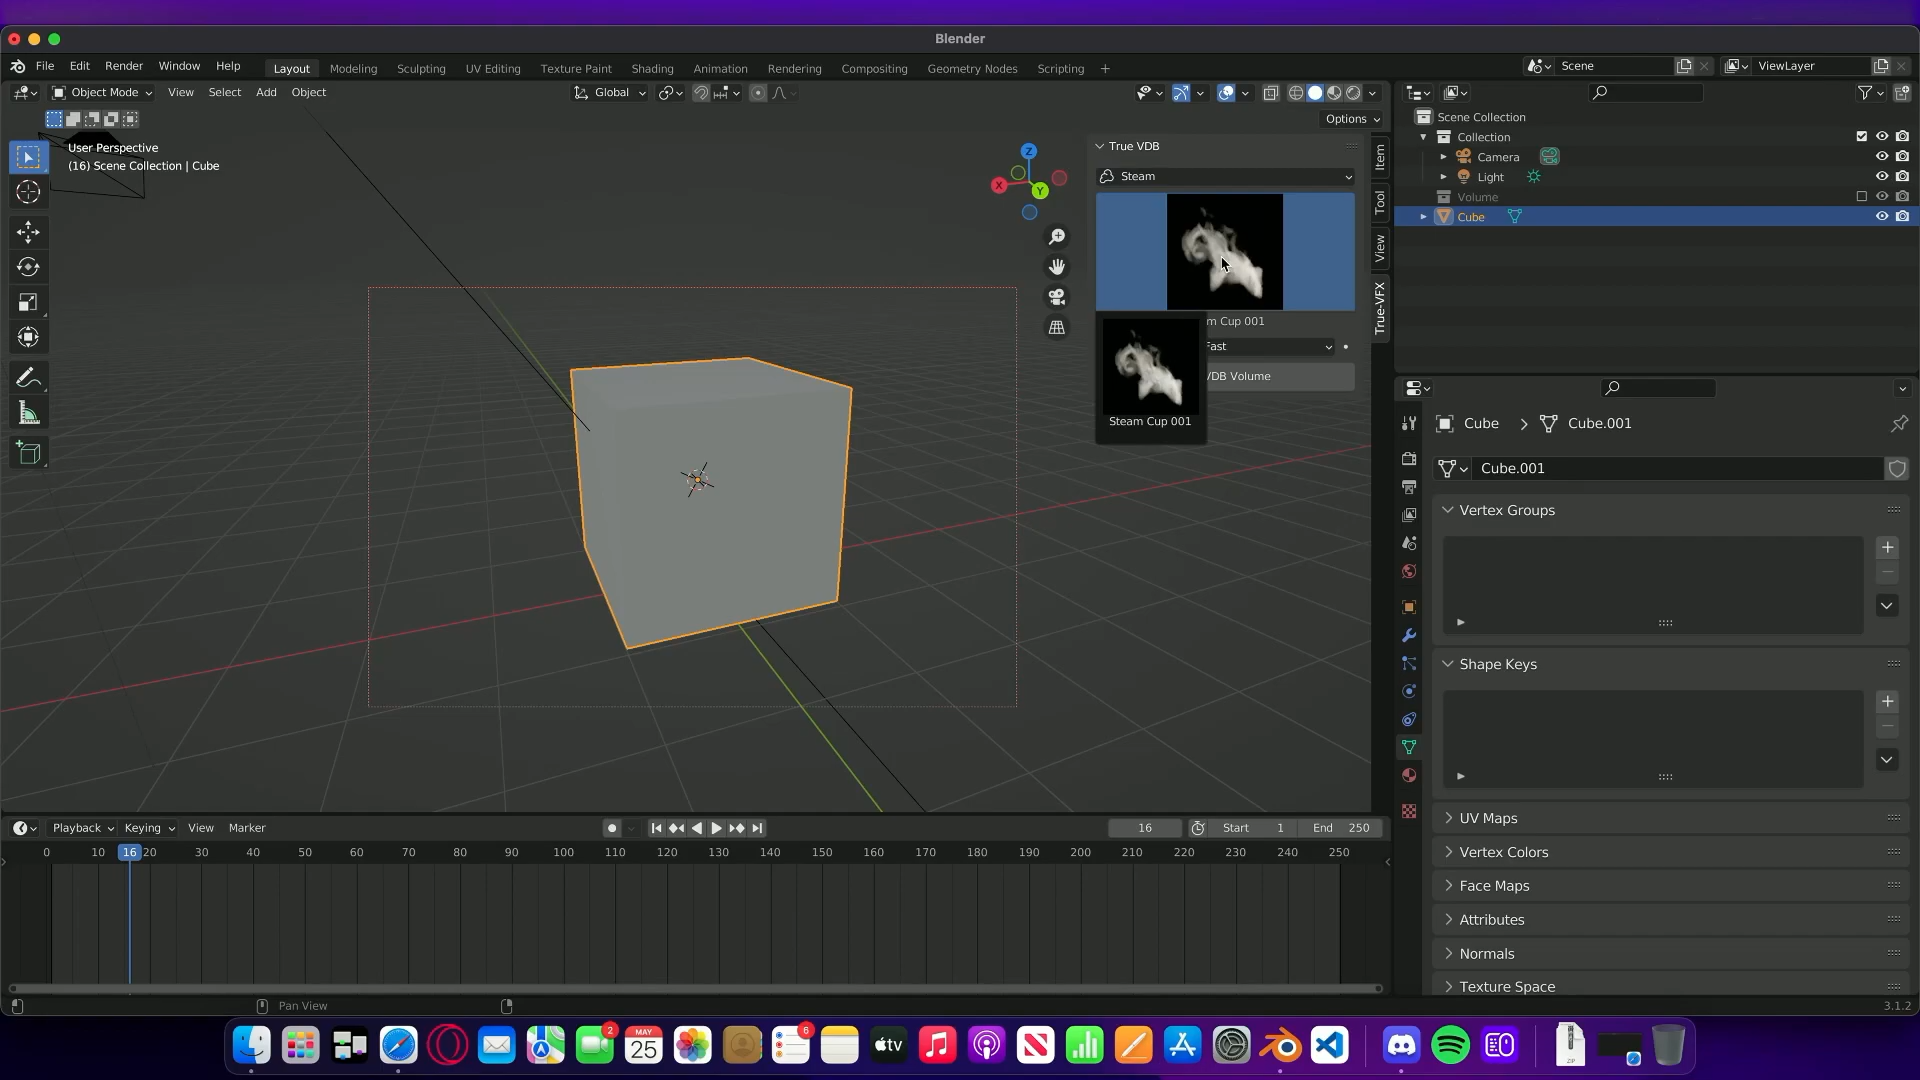 Blender
File Edit Render Window Help
Layout Modeling Sculpting UV Editing Texture Paint Shading Animation Rendering Compositing Geometry Nodes Scripting +
Scene
ViewLayer
Object Mode View Select Add Object
Global
Options
User Perspective
(16) Scene Collection | Cube
Z
X
Y
True VDB
Steam
m Cup 001
Fast
VDB Volume
Steam Cup 001
Item
Tool
View
True-VFX
Scene Collection
Collection
Camera
Light
Volume
Cube
Cube > Cube.001
Cube.001
Vertex Groups
Shape Keys
UV Maps
Vertex Colors
Face Maps
Attributes
Normals
Texture Space
Playback Keying View Marker
16
Start 1 End 250
0 10 16 20 30 40 50 60 70 80 90 100 110 120 130 140 150 160 170 180 190 200 210 220 230 240 250
Pan View
3.1.2
2
MAY
25
6
tv
ZIP